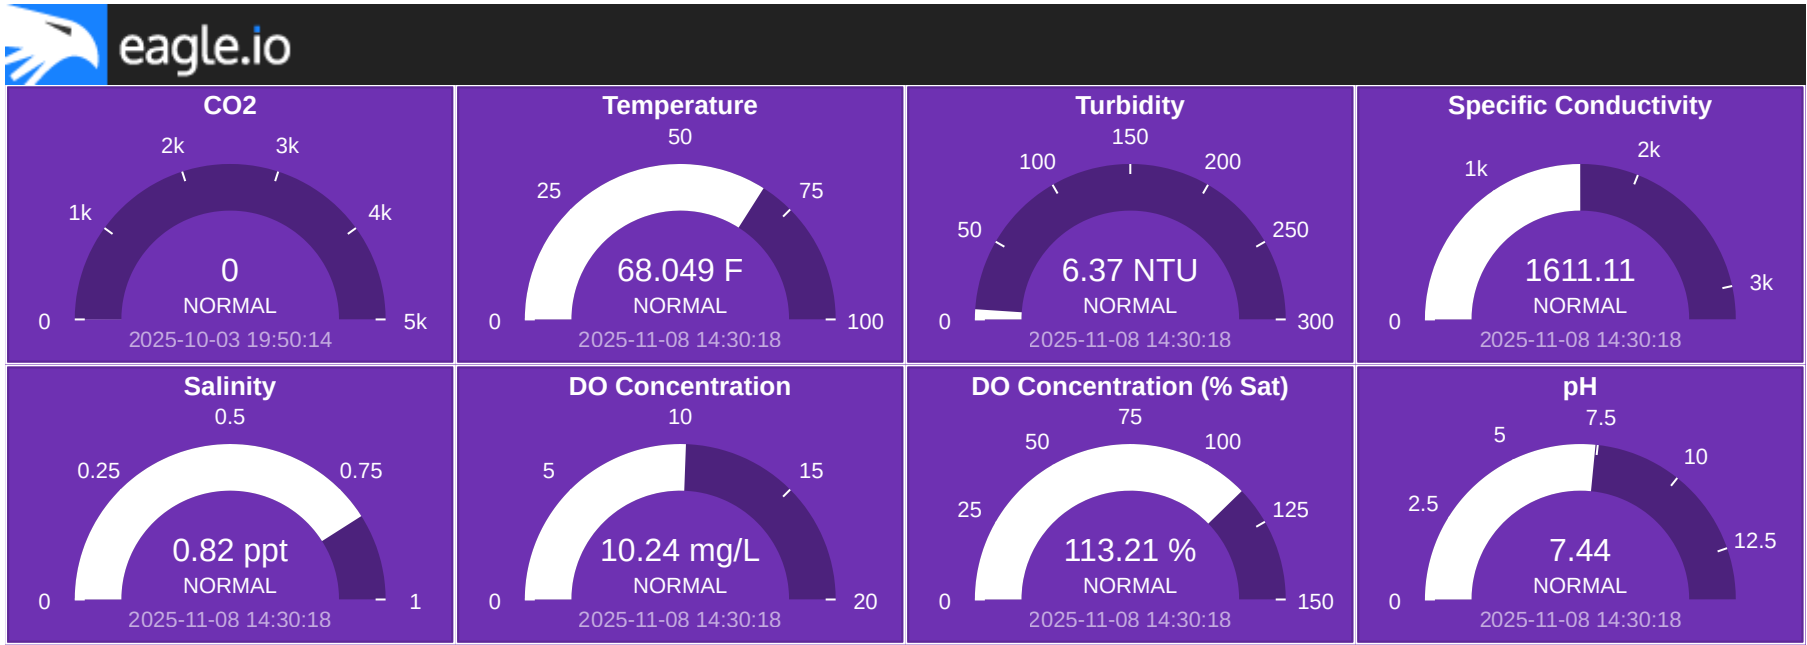 eagle.io
CO2
0
1k
2k
3k
4k
5k
0
NORMAL
2025-10-03 19:50:14
Temperature
0
25
50
75
100
68.049 F
NORMAL
2025-11-08 14:30:18
Turbidity
0
50
100
150
200
250
300
6.37 NTU
NORMAL
2025-11-08 14:30:18
Specific Conductivity
0
1k
2k
3k
1611.11
NORMAL
2025-11-08 14:30:18
Salinity
0
0.25
0.5
0.75
1
0.82 ppt
NORMAL
2025-11-08 14:30:18
DO Concentration
0
5
10
15
20
10.24 mg/L
NORMAL
2025-11-08 14:30:18
DO Concentration (% Sat)
0
25
50
75
100
125
150
113.21 %
NORMAL
2025-11-08 14:30:18
pH
0
2.5
5
7.5
10
12.5
7.44
NORMAL
2025-11-08 14:30:18